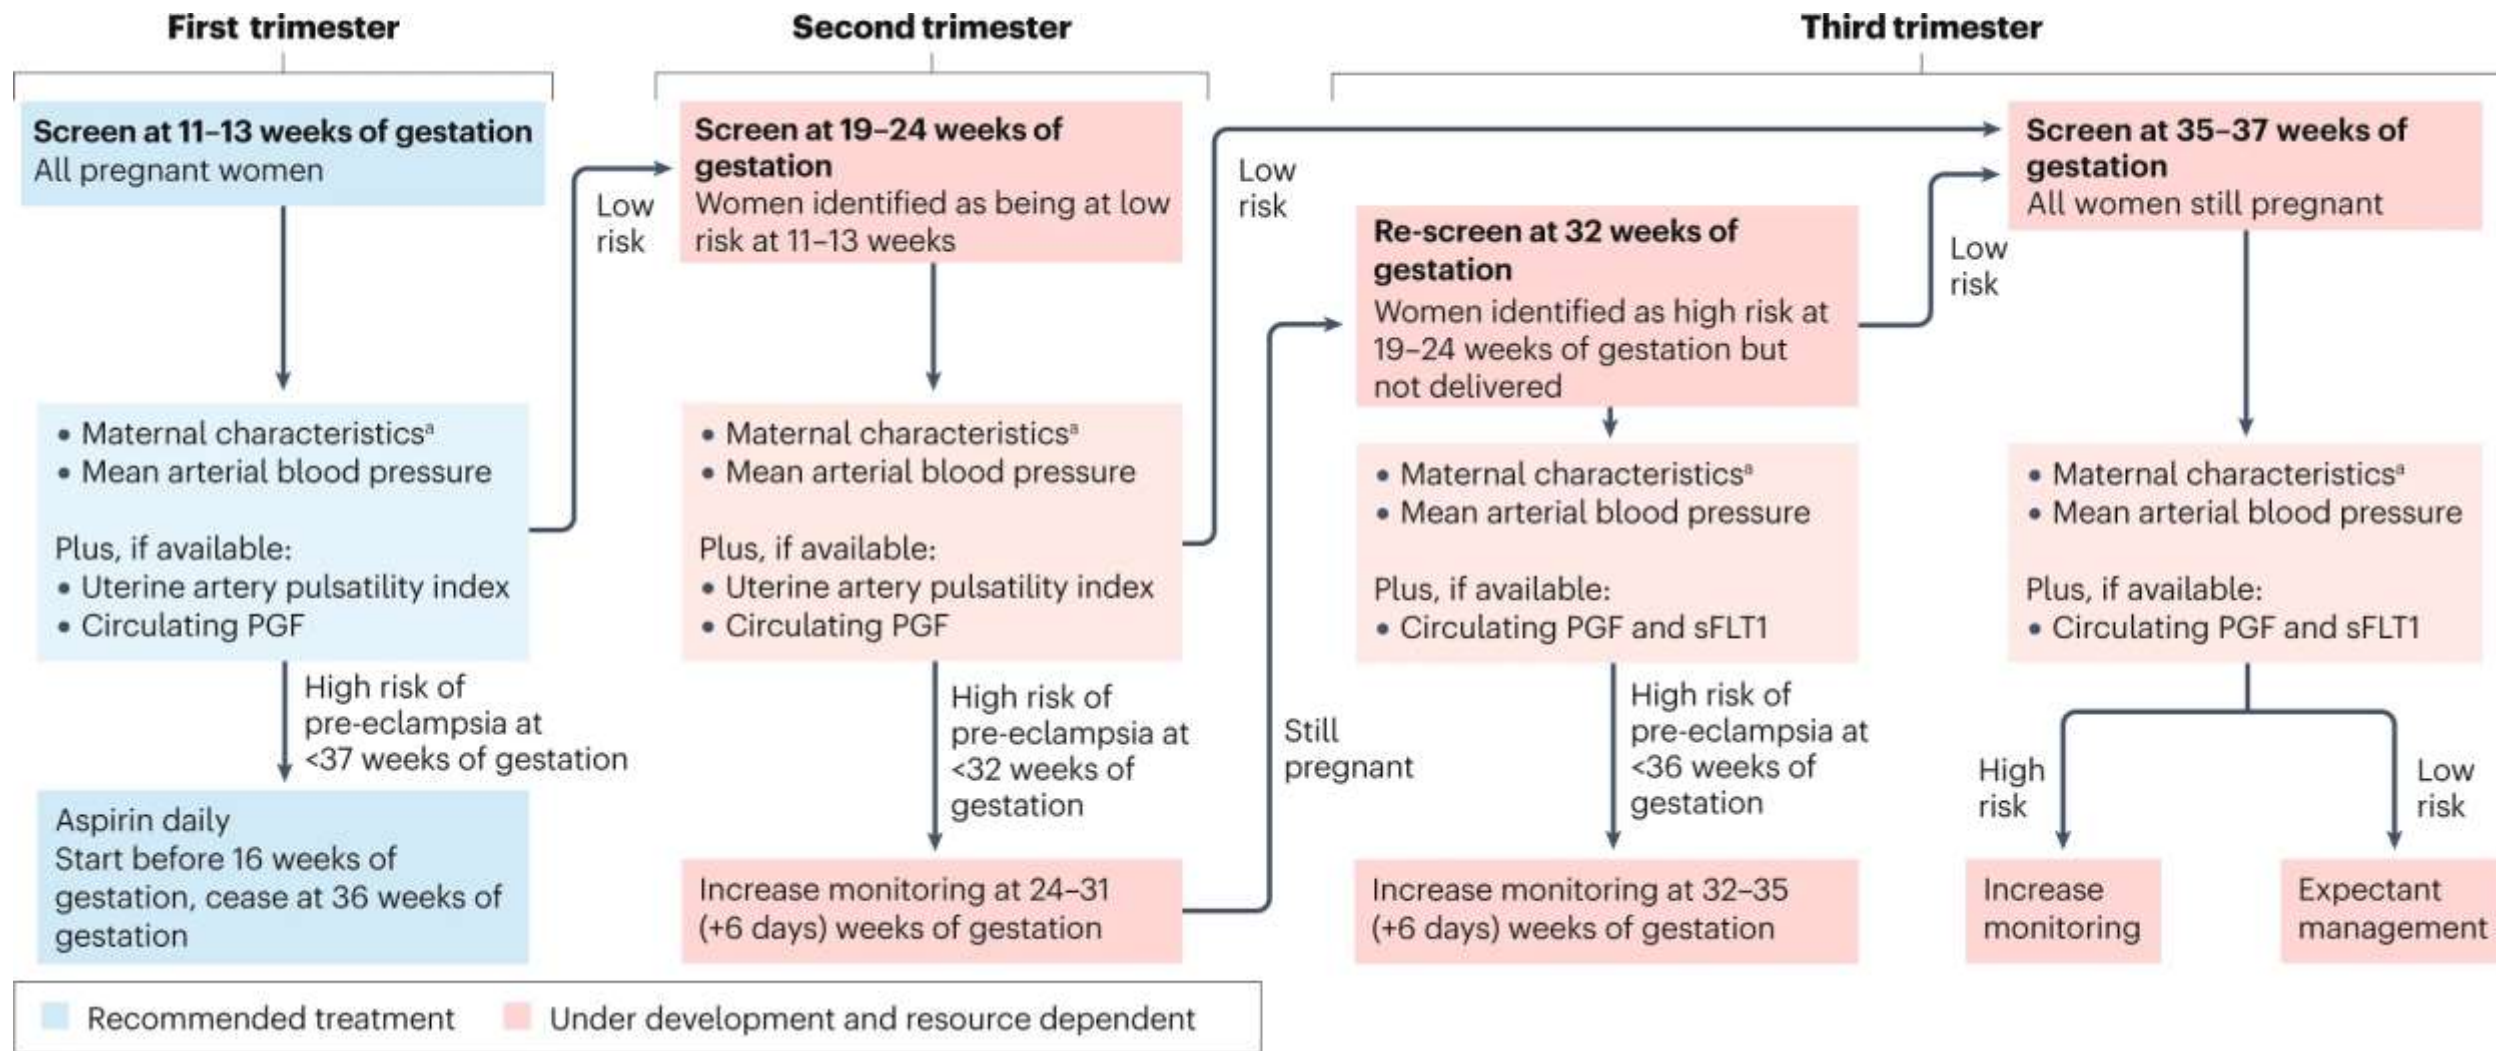 First trimester
Second trimester
Third trimester
Screen at 11–13 weeks of gestation
All pregnant women
Low
risk
• Maternal characteristicsᵃ
• Mean arterial blood pressure
Plus, if available:
• Uterine artery pulsatility index
• Circulating PGF
High risk of
pre-eclampsia at
<37 weeks of gestation
Aspirin daily
Start before 16 weeks of
gestation, cease at 36 weeks of
gestation
Screen at 19–24 weeks of
gestation
Women identified as being at low
risk at 11–13 weeks
Low
risk
• Maternal characteristicsᵃ
• Mean arterial blood pressure
Plus, if available:
• Uterine artery pulsatility index
• Circulating PGF
High risk of
pre-eclampsia at
<32 weeks of
gestation
Increase monitoring at 24–31
(+6 days) weeks of gestation
Still
pregnant
Re-screen at 32 weeks of
gestation
Women identified as high risk at
19–24 weeks of gestation but
not delivered
Low
risk
• Maternal characteristicsᵃ
• Mean arterial blood pressure
Plus, if available:
• Circulating PGF and sFLT1
High risk of
pre-eclampsia at
<36 weeks of
gestation
Increase monitoring at 32–35
(+6 days) weeks of gestation
Screen at 35–37 weeks of
gestation
All women still pregnant
• Maternal characteristicsᵃ
• Mean arterial blood pressure
Plus, if available:
• Circulating PGF and sFLT1
High
risk
Low
risk
Increase
monitoring
Expectant
management
Recommended treatment
Under development and resource dependent